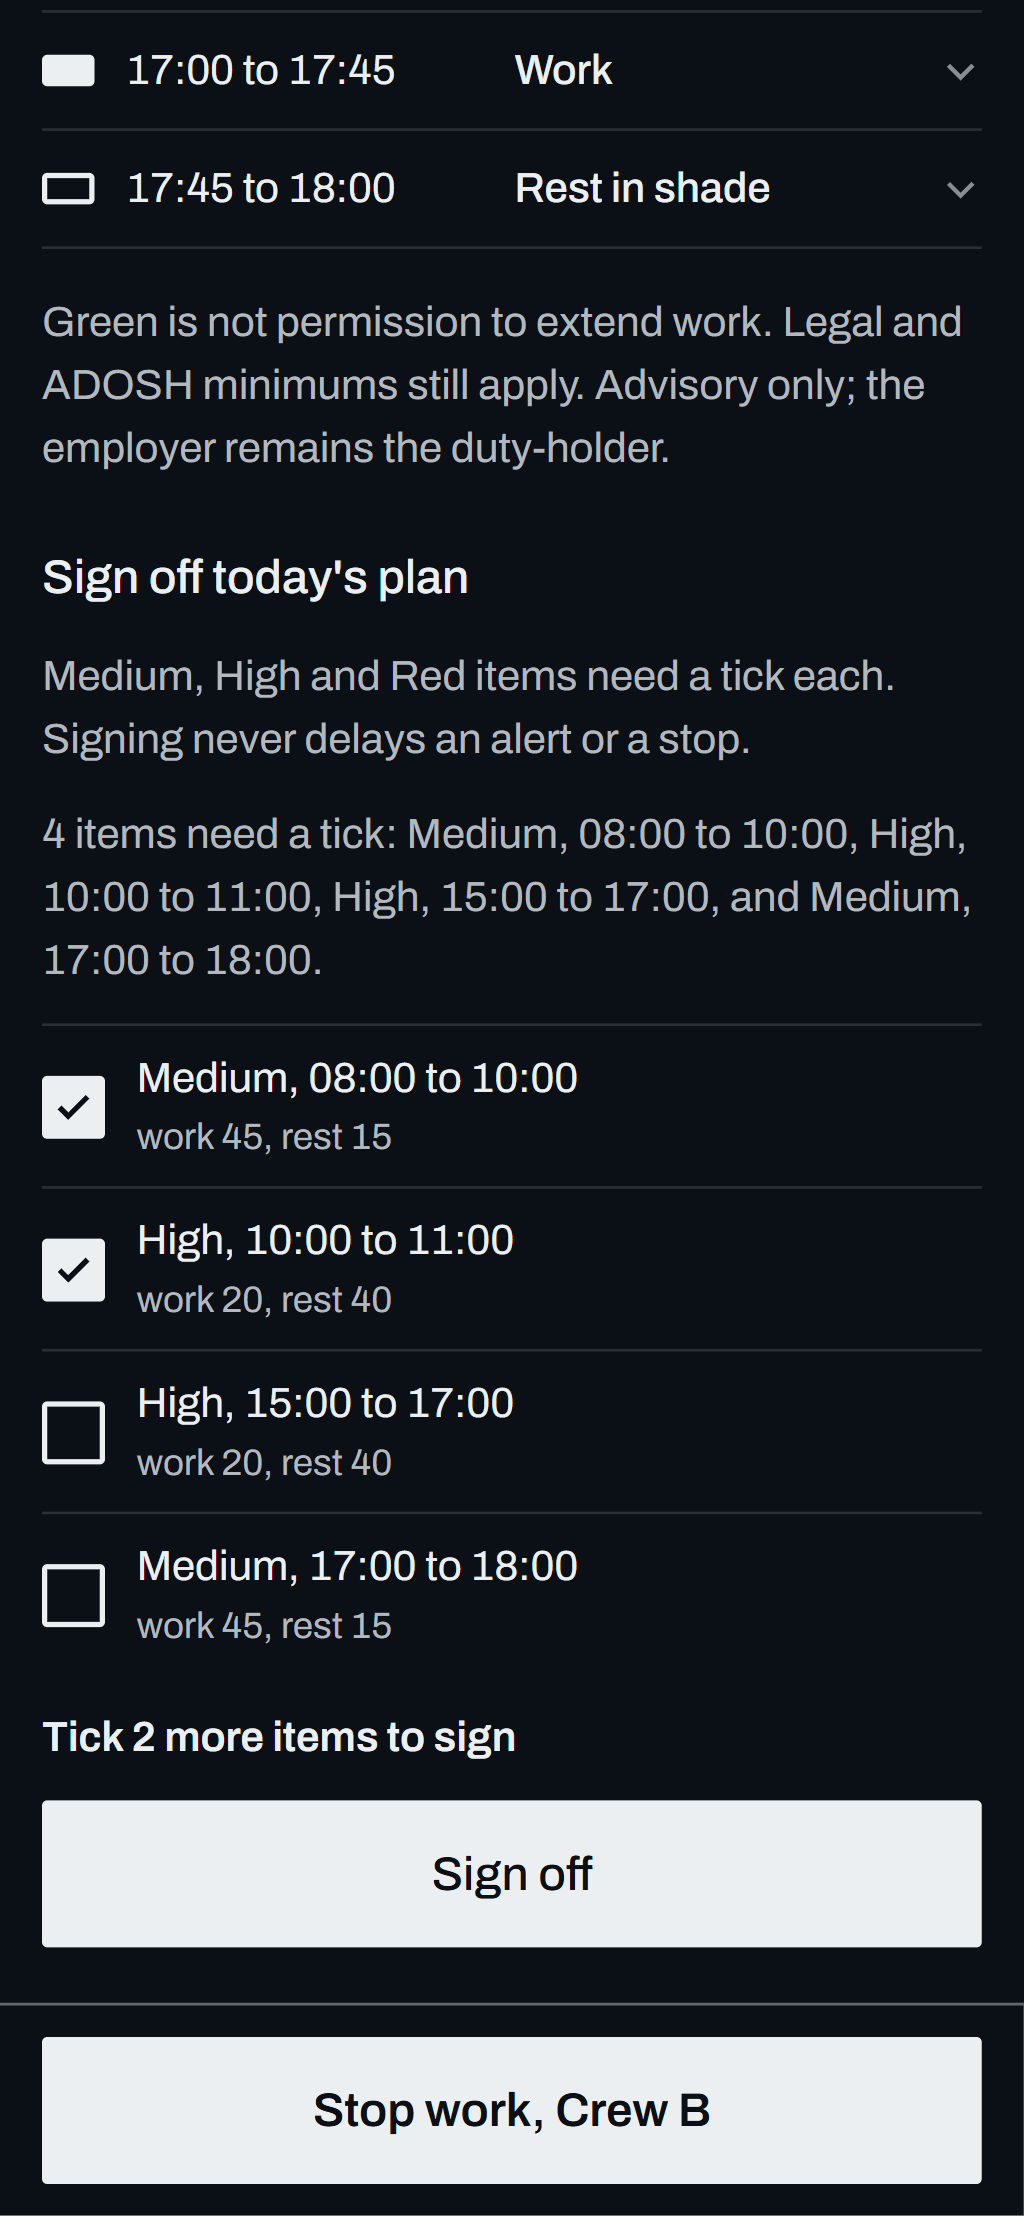 17:00 to 17:45 Work
17:45 to 18:00 Rest in shade
Green is not permission to extend work. Legal and
ADOSH minimums still apply. Advisory only; the
employer remains the duty-holder.
Sign off today's plan
Medium, High and Red items need a tick each.
Signing never delays an alert or a stop.
4 items need a tick: Medium, 08:00 to 10:00, High,
10:00 to 11:00, High, 15:00 to 17:00, and Medium,
17:00 to 18:00.
Medium, 08:00 to 10:00
work 45, rest 15
High, 10:00 to 11:00
work 20, rest 40
High, 15:00 to 17:00
work 20, rest 40
Medium, 17:00 to 18:00
work 45, rest 15
Tick 2 more items to sign
Sign off
Stop work, Crew B